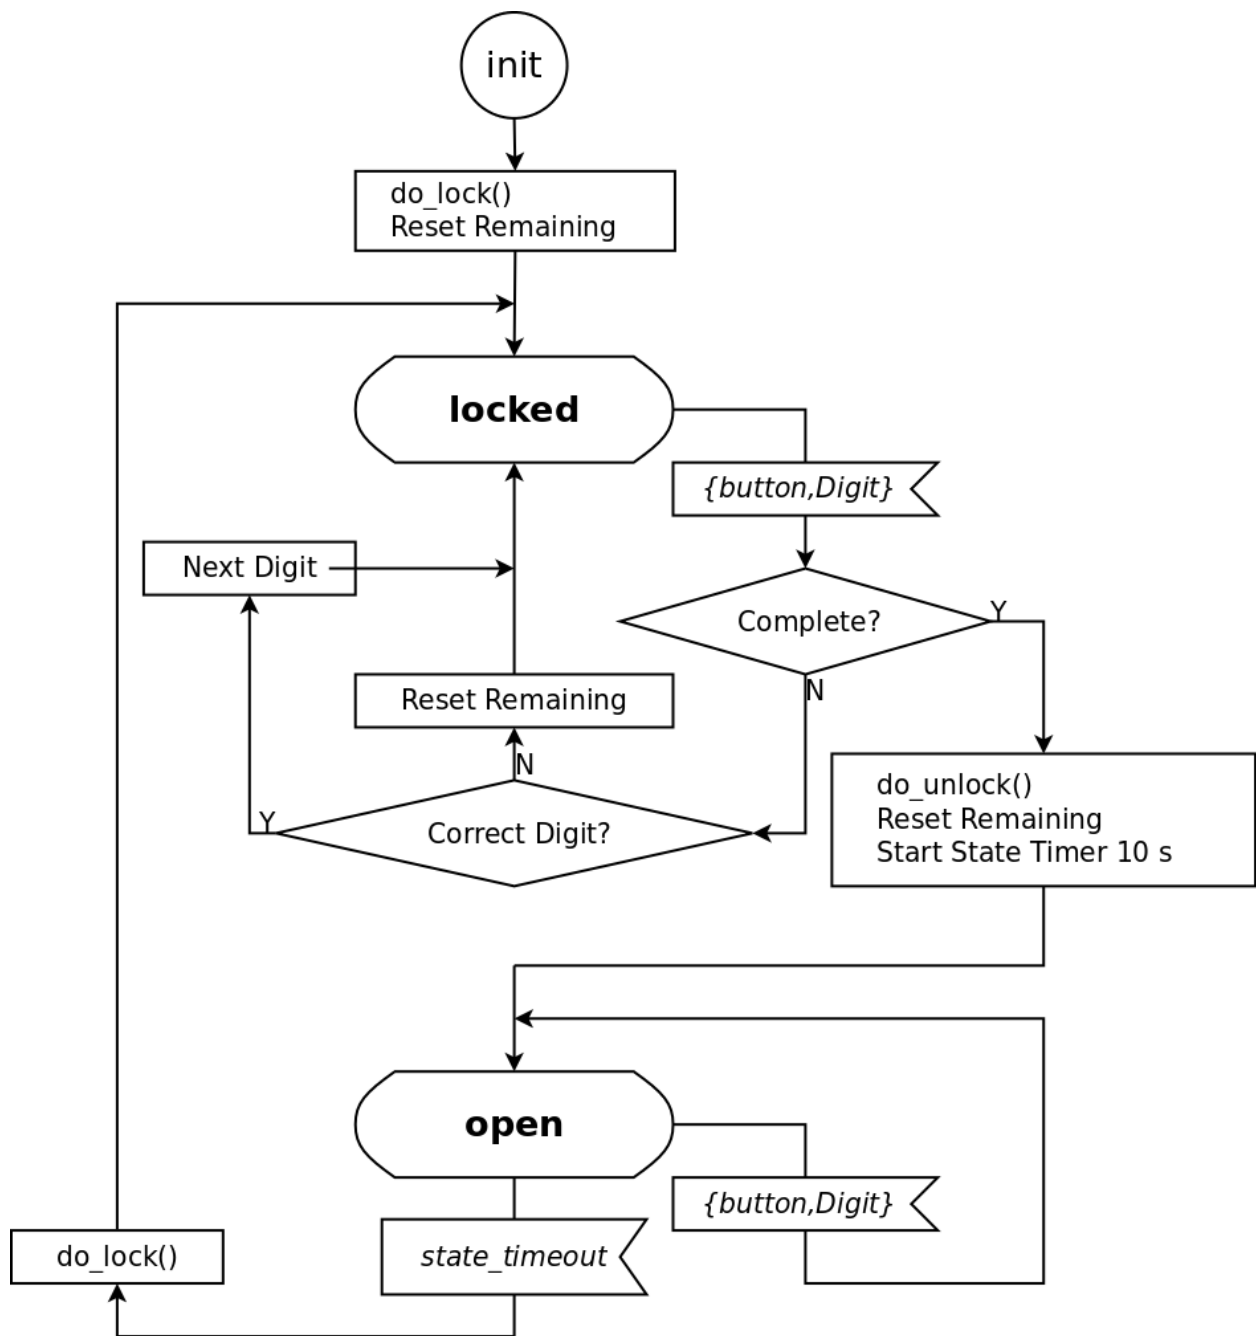 init
do_lock()
Reset Remaining
locked
{button,Digit}
Next Digit
Complete?
Y
N
Reset Remaining
N
do_unlock()
Reset Remaining
Start State Timer 10 s
Y
Correct Digit?
open
{button,Digit}
do_lock()
state_timeout